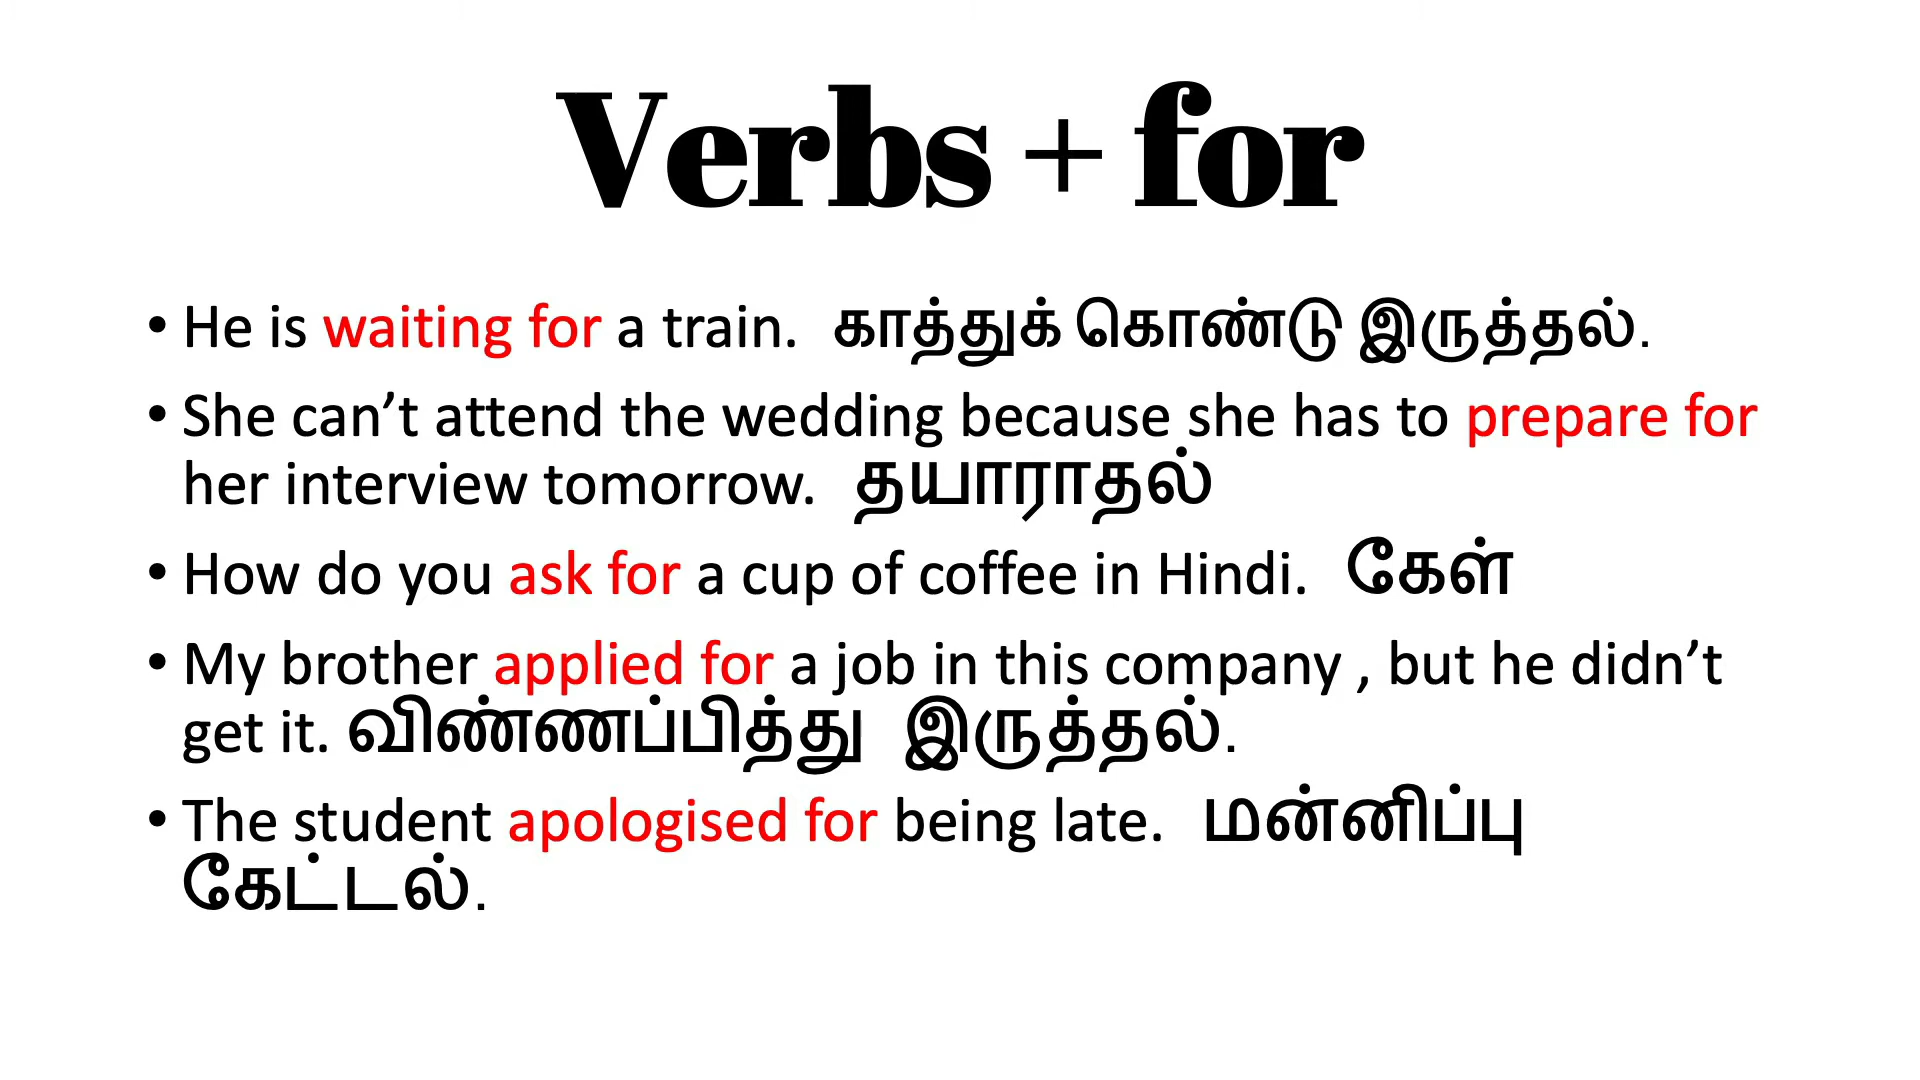 Verbs + for
• He is waiting for a train. காத்துக் கொண்டு இருத்தல்.
• She can’t attend the wedding because she has to prepare for
her interview tomorrow. தயாராதல்
• How do you ask for a cup of coffee in Hindi. கேள்
• My brother applied for a job in this company , but he didn’t
get it. விண்ணப்பித்து இருத்தல்.
• The student apologised for being late. மன்னிப்பு
கேட்டல்.